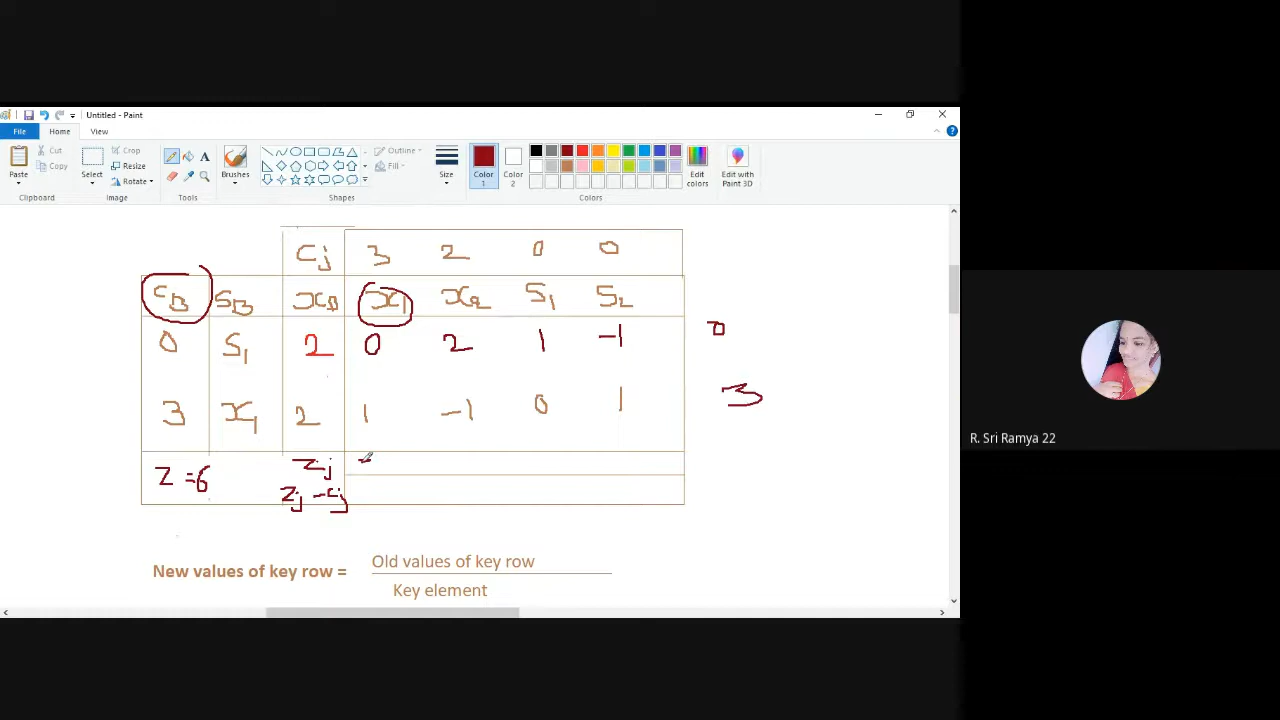 Untitled - Paint
File Home View
Cut
Copy
Paste
Crop
Resize
Rotate
Select
Brushes
Outline
Fill
Size
Color 1
Color 2
Edit colors
Edit with Paint 3D
Clipboard Image Tools Shapes Colors
Cj 3 2 0 0
CB SB XB x1 x2 S1 S2
0 S1 2 0 2 1 -1 0
3 x1 2 1 -1 0 1 3
Z = 6 Zj
Zj - Cj
New values of key row = Old values of key row
Key element
R. Sri Ramya 22